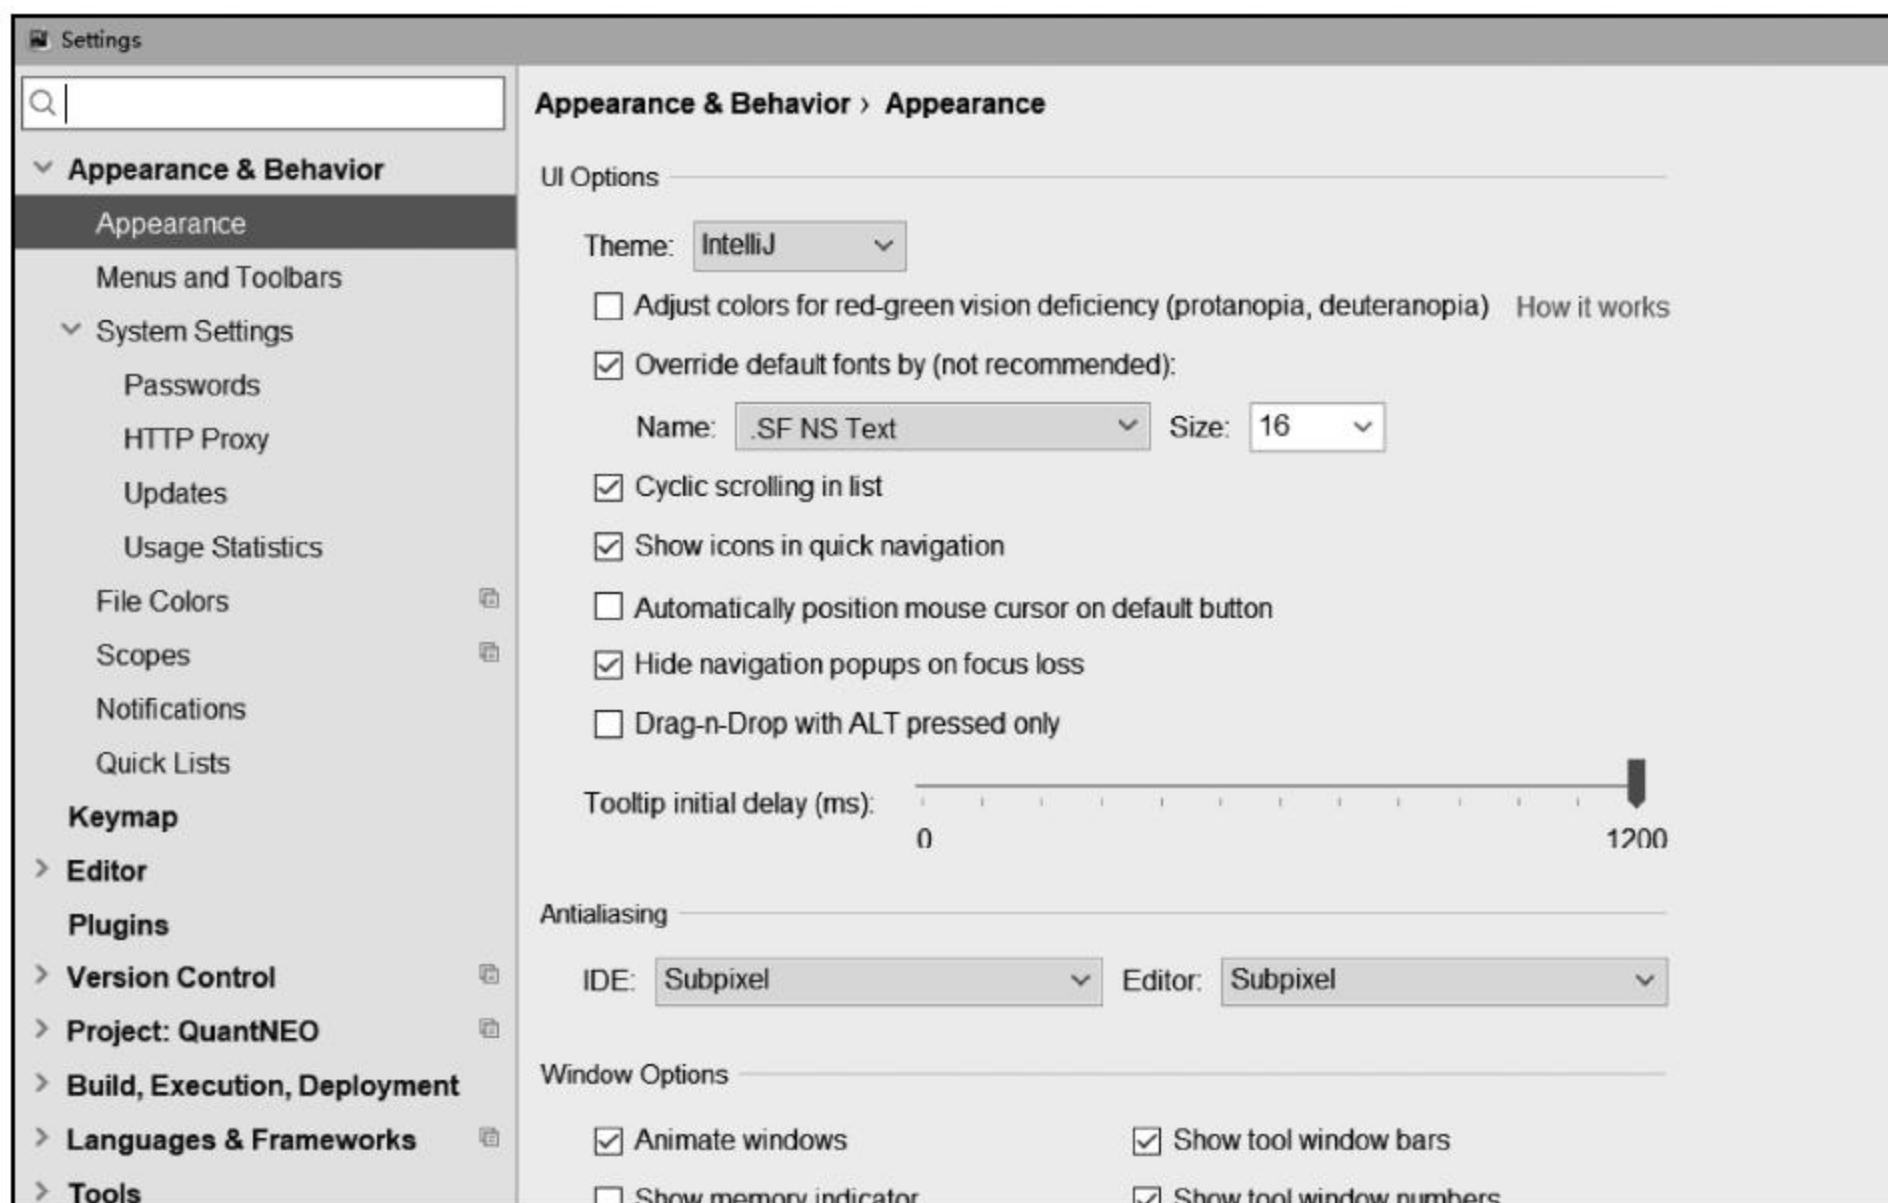 Settings
Appearance & Behavior
Appearance
Menus and Toolbars
System Settings
Passwords
HTTP Proxy
Updates
Usage Statistics
File Colors
Scopes
Notifications
Quick Lists
Keymap
Editor
Plugins
Version Control
Project: QuantNEO
Build, Execution, Deployment
Languages & Frameworks
Tools
Appearance & Behavior › Appearance
UI Options
Theme: IntelliJ
Adjust colors for red-green vision deficiency (protanopia, deuteranopia) How it works
Override default fonts by (not recommended):
Name: .SF NS Text Size: 16
Cyclic scrolling in list
Show icons in quick navigation
Automatically position mouse cursor on default button
Hide navigation popups on focus loss
Drag-n-Drop with ALT pressed only
Tooltip initial delay (ms):
0 1200
Antialiasing
IDE: Subpixel Editor: Subpixel
Window Options
Animate windows Show tool window bars
Show memory indicator Show tool window numbers